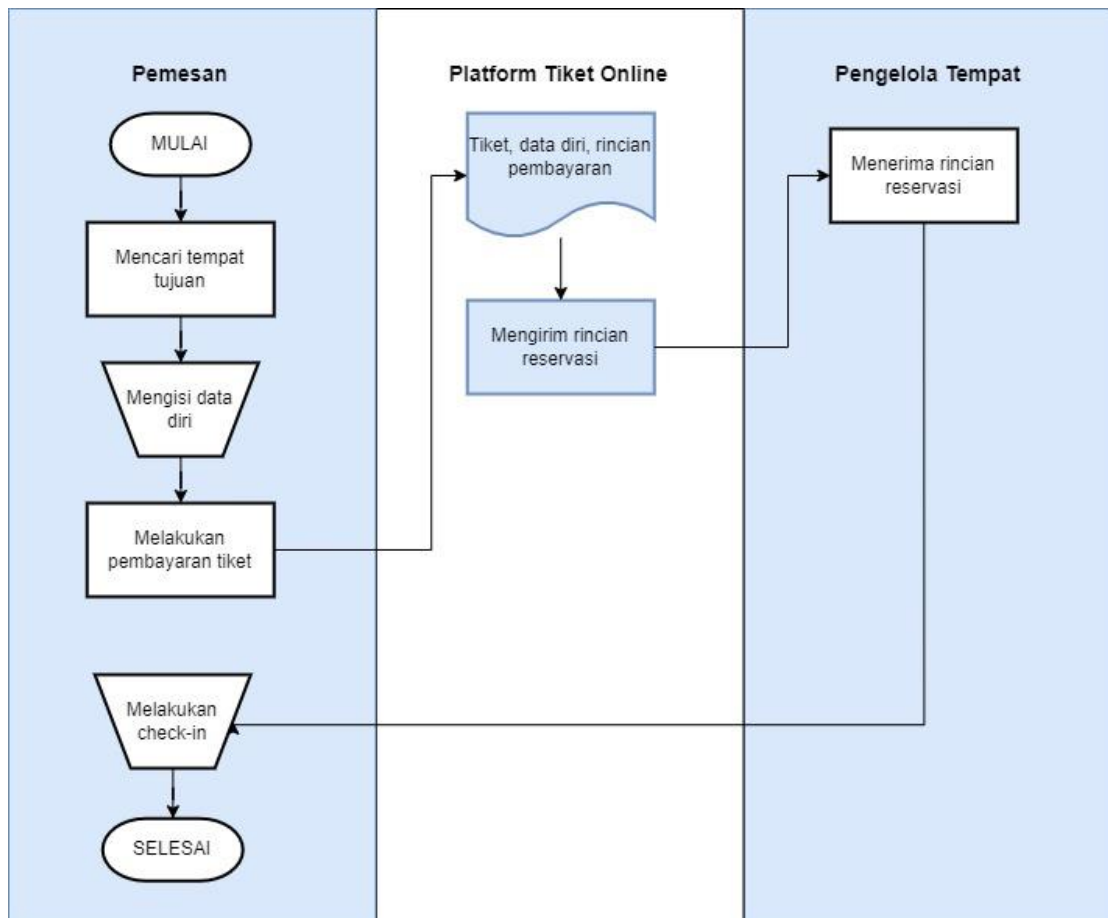 Pemesan
MULAI
Mencari tempat
tujuan
Mengisi data
diri
Melakukan
pembayaran tiket
Melakukan
check-in
SELESAI
Platform Tiket Online
Tiket, data diri, rincian
pembayaran
Mengirim rincian
reservasi
Pengelola Tempat
Menerima rincian
reservasi